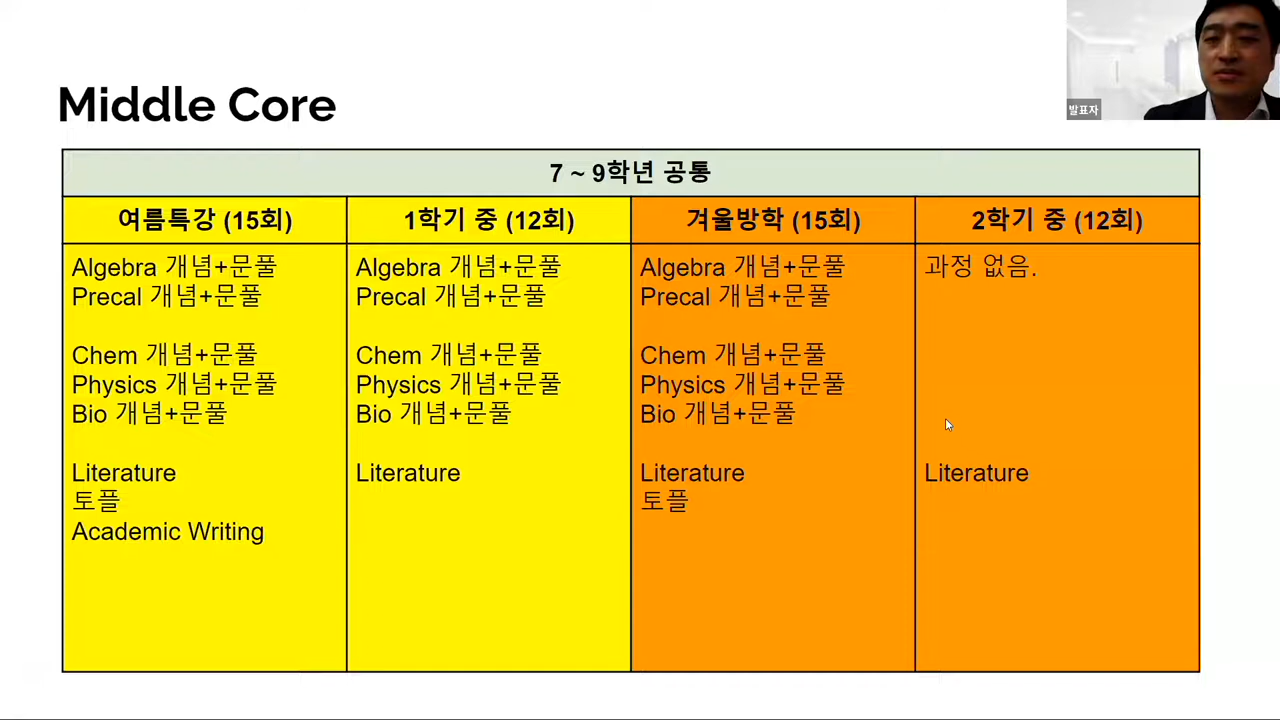 발표자
Middle Core
7 ~ 9학년 공통
여름특강 (15회)
1학기 중 (12회)
겨울방학 (15회)
2학기 중 (12회)
Algebra 개념+문풀
Precal 개념+문풀
Chem 개념+문풀
Physics 개념+문풀
Bio 개념+문풀
Literature
토플
Academic Writing
Algebra 개념+문풀
Precal 개념+문풀
Chem 개념+문풀
Physics 개념+문풀
Bio 개념+문풀
Literature
Algebra 개념+문풀
Precal 개념+문풀
Chem 개념+문풀
Physics 개념+문풀
Bio 개념+문풀
Literature
토플
과정 없음.
Literature